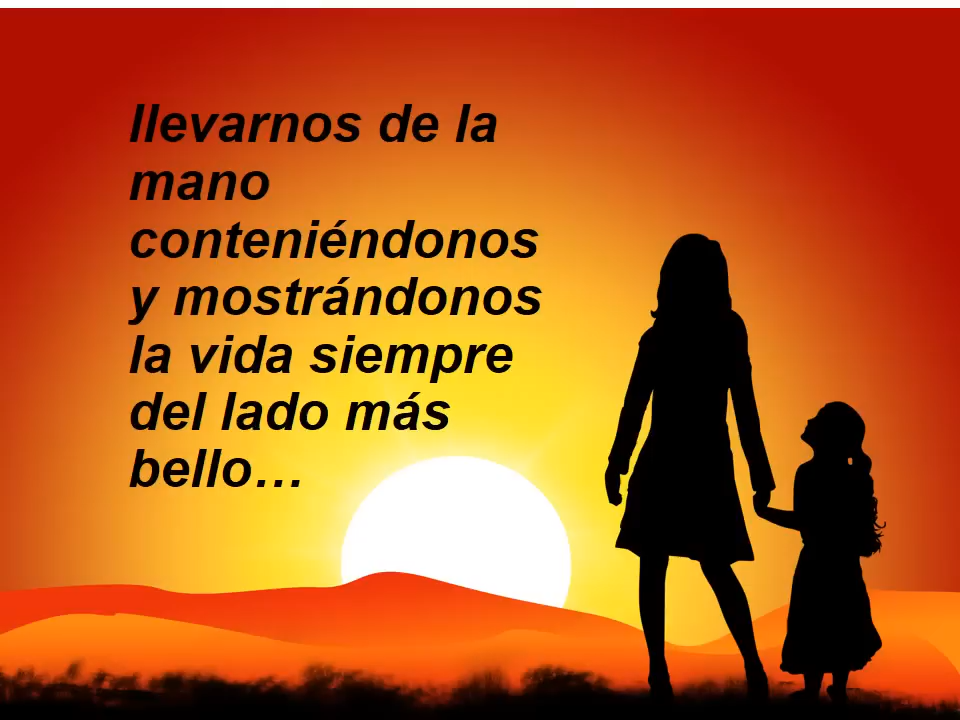 llevarnos de la
mano
conteniéndonos
y mostrándonos
la vida siempre
del lado más
bello…